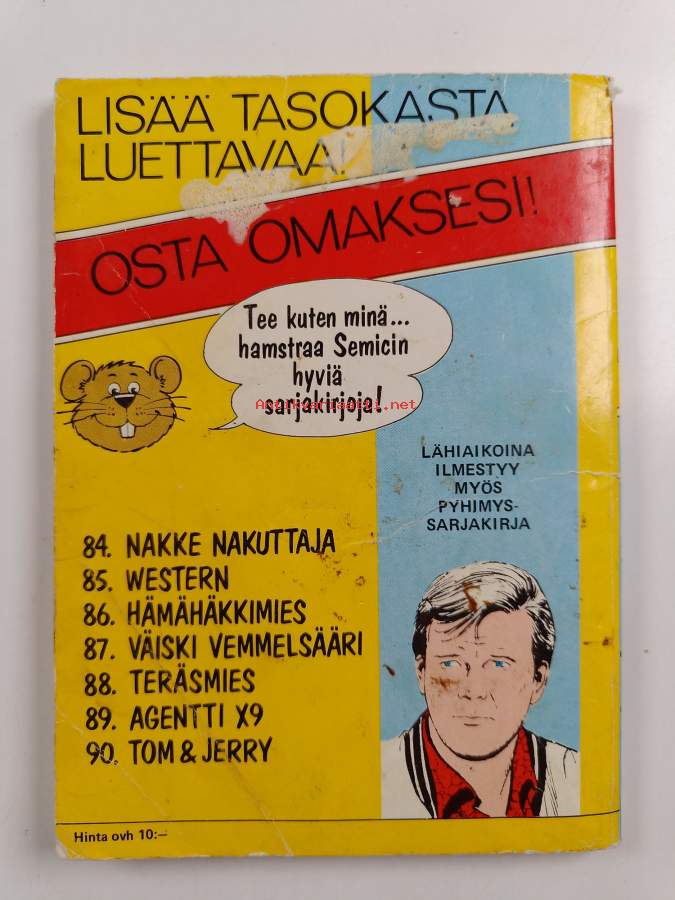 LISÄÄ TASOKASTA
LUETTAVAA!
OSTA OMAKSESI!
Tee kuten minä...
hamstraa Semicin
hyviä
sarjakirjoja!
Antikvariaatti.net
LÄHIAIKOINA
ILMESTYY
MYÖS
PYHIMYS-
SARJAKIRJA
84. NAKKE NAKUTTAJA
85. WESTERN
86. HÄMÄHÄKKIMIES
87. VÄISKI VEMMELSÄÄRI
88. TERÄSMIES
89. AGENTTI X9
90. TOM & JERRY
Hinta ovh 10:–